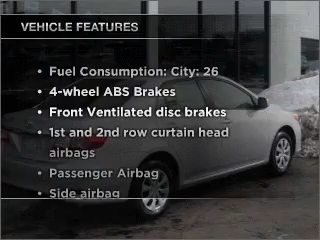 VEHICLE FEATURES
• Fuel Consumption: City: 26
• 4-wheel ABS Brakes
• Front Ventilated disc brakes
• 1st and 2nd row curtain head
airbags
• Passenger Airbag
• Side airbag